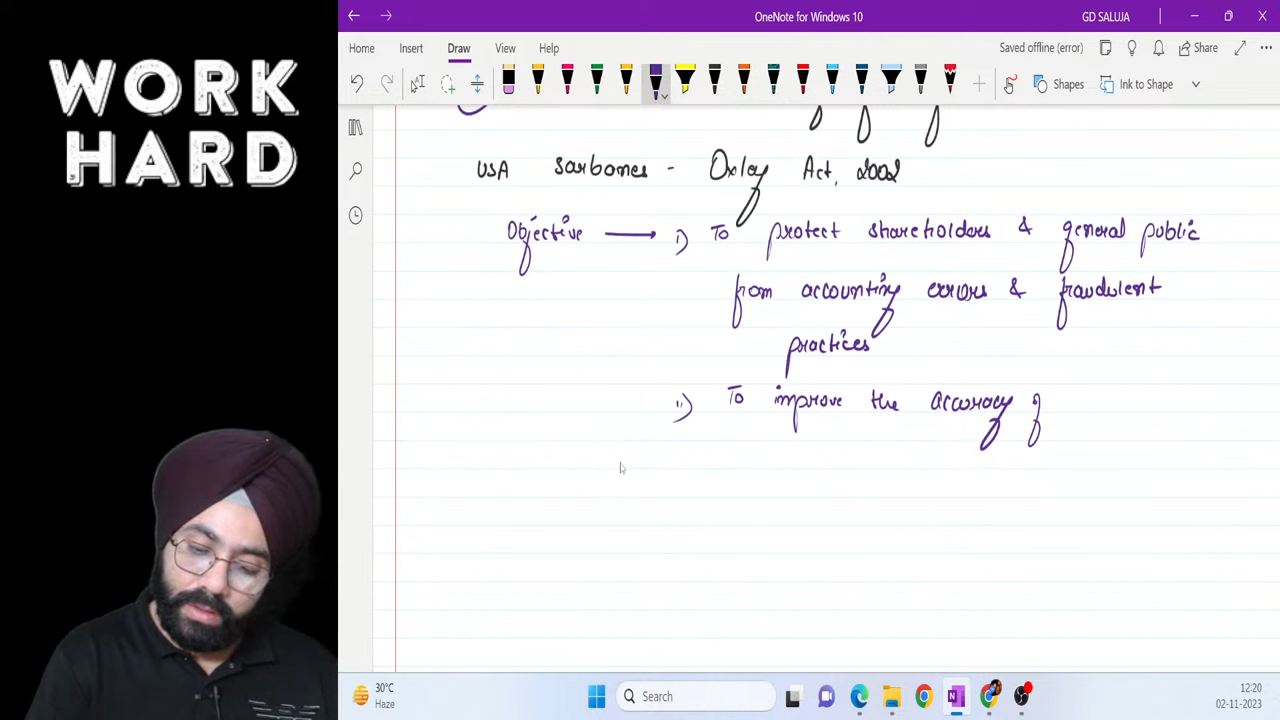 WORK
HARD
OneNote for Windows 10
GD SALUJA
Home Insert Draw View Help
Saved offline (error)
Share
Shapes
Ink to Shape
USA Sarbanes - Oxley Act, 2002
Objective → i) To protect shareholders & general public
from accounting errors & fraudulent
practices
ii) To improve the accuracy of
30°C
Haze
Search
12:20
02-11-2023